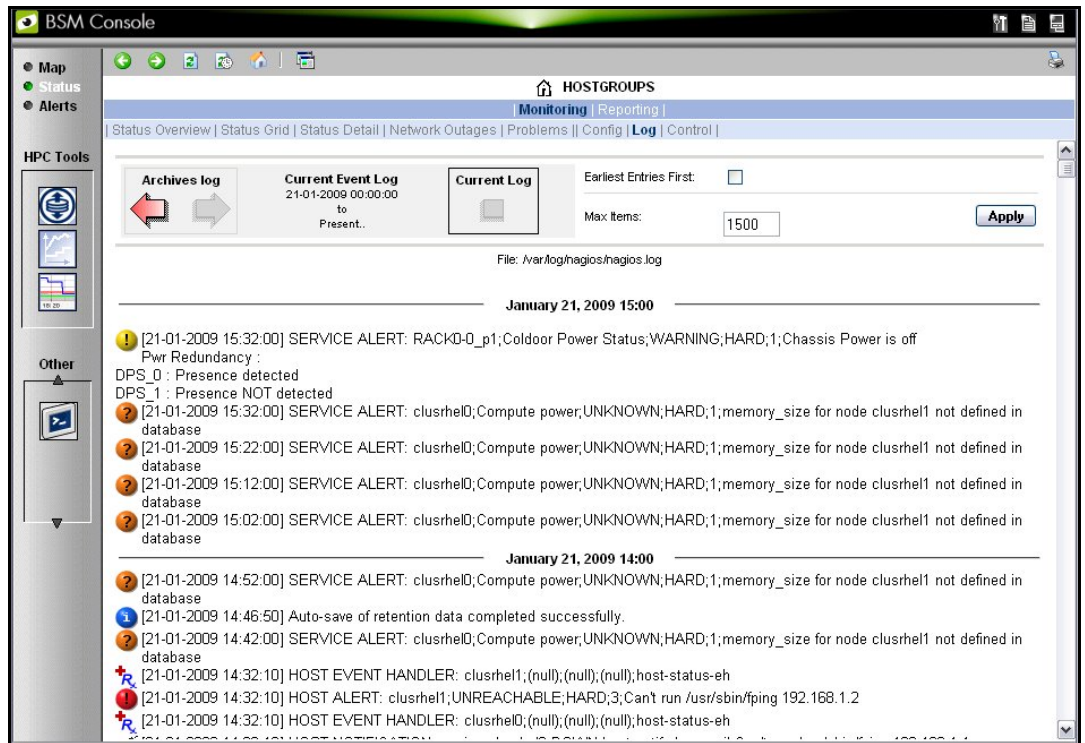 BSM Console
Map
Status
Alerts
HPC Tools
16: 20
Other
HOSTGROUPS
| Monitoring | Reporting |
| Status Overview | Status Grid | Status Detail | Network Outages | Problems || Config | Log | Control |
Archives log
Current Event Log
21-01-2009 00:00:00
to
Present..
Current Log
Earliest Entries First:
Max Items:
1500
Apply
File: /var/log/nagios/nagios.log
January 21, 2009 15:00
[21-01-2009 15:32:00] SERVICE ALERT: RACK0-0_p1;Coldoor Power Status;WARNING;HARD;1;Chassis Power is off
Pwr Redundancy :
DPS_0 : Presence detected
DPS_1 : Presence NOT detected
[21-01-2009 15:32:00] SERVICE ALERT: clusrhel0;Compute power;UNKNOWN;HARD;1;memory_size for node clusrhel1 not defined in
database
[21-01-2009 15:22:00] SERVICE ALERT: clusrhel0;Compute power;UNKNOWN;HARD;1;memory_size for node clusrhel1 not defined in
database
[21-01-2009 15:12:00] SERVICE ALERT: clusrhel0;Compute power;UNKNOWN;HARD;1;memory_size for node clusrhel1 not defined in
database
[21-01-2009 15:02:00] SERVICE ALERT: clusrhel0;Compute power;UNKNOWN;HARD;1;memory_size for node clusrhel1 not defined in
database
January 21, 2009 14:00
[21-01-2009 14:52:00] SERVICE ALERT: clusrhel0;Compute power;UNKNOWN;HARD;1;memory_size for node clusrhel1 not defined in
database
[21-01-2009 14:46:50] Auto-save of retention data completed successfully.
[21-01-2009 14:42:00] SERVICE ALERT: clusrhel0;Compute power;UNKNOWN;HARD;1;memory_size for node clusrhel1 not defined in
database
[21-01-2009 14:32:10] HOST EVENT HANDLER: clusrhel1;(null);(null);(null);host-status-eh
[21-01-2009 14:32:10] HOST ALERT: clusrhel1;UNREACHABLE;HARD;3;Can't run /usr/sbin/fping 192.168.1.2
[21-01-2009 14:32:10] HOST EVENT HANDLER: clusrhel0;(null);(null);(null);host-status-eh